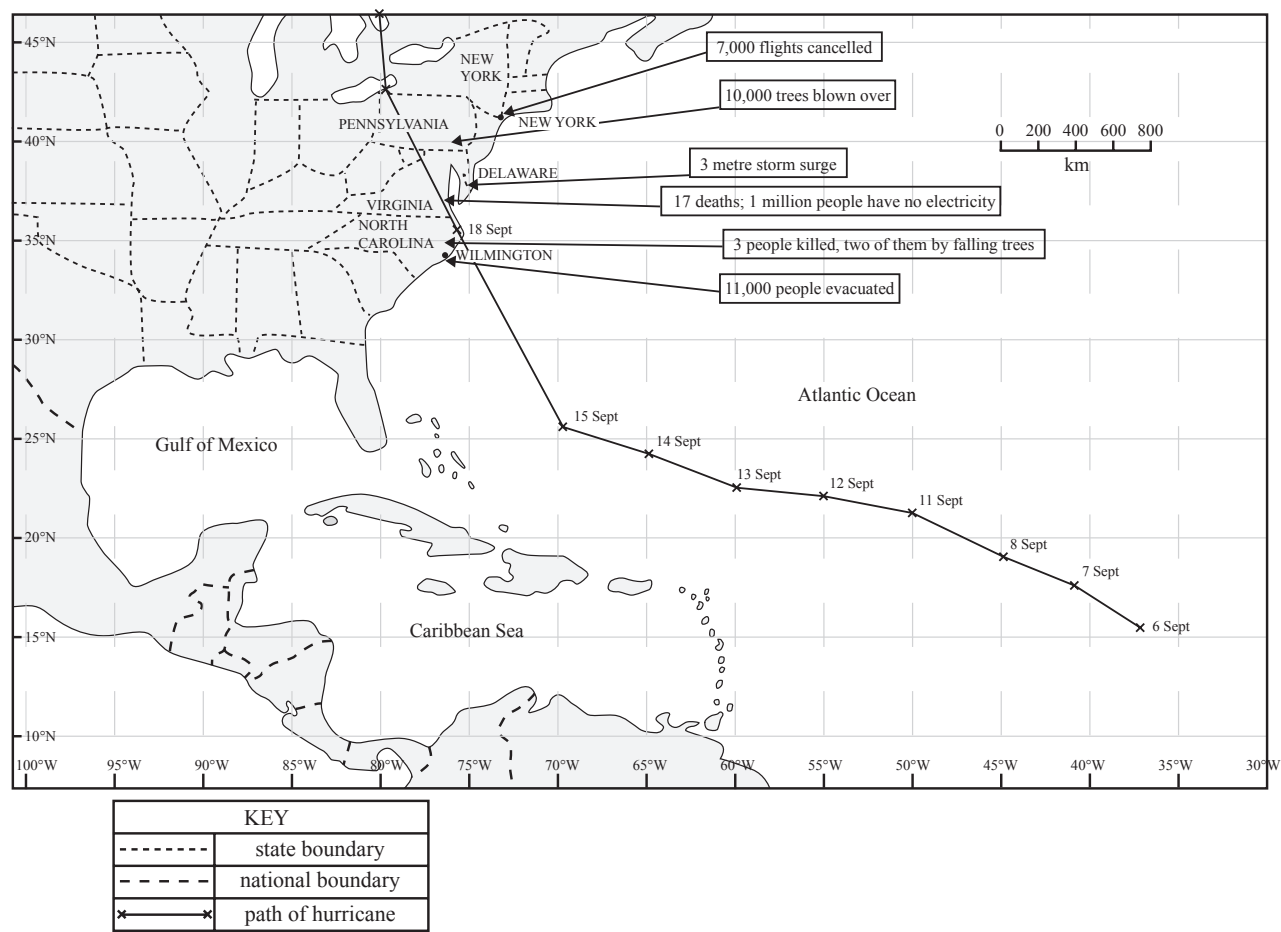 45°N
40°N
35°N
30°N
25°N
20°N
15°N
10°N
100°W 95°W 90°W 85°W 80°W 75°W 70°W 65°W 60°W 55°W 50°W 45°W 40°W 35°W 30°W
NEW
YORK
PENNSYLVANIA
NEW YORK
DELAWARE
VIRGINIA
NORTH
CAROLINA
WILMINGTON
7,000 flights cancelled
10,000 trees blown over
3 metre storm surge
17 deaths; 1 million people have no electricity
3 people killed, two of them by falling trees
11,000 people evacuated
0 200 400 600 800
km
18 Sept
15 Sept
14 Sept
13 Sept
12 Sept
11 Sept
8 Sept
7 Sept
6 Sept
Atlantic Ocean
Gulf of Mexico
Caribbean Sea
KEY
state boundary
national boundary
path of hurricane